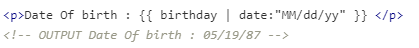 <p>Date Of birth : {{ birthday | date:"MM/dd/yy" }} </p>
<!-- OUTPUT Date Of birth : 05/19/87 -->